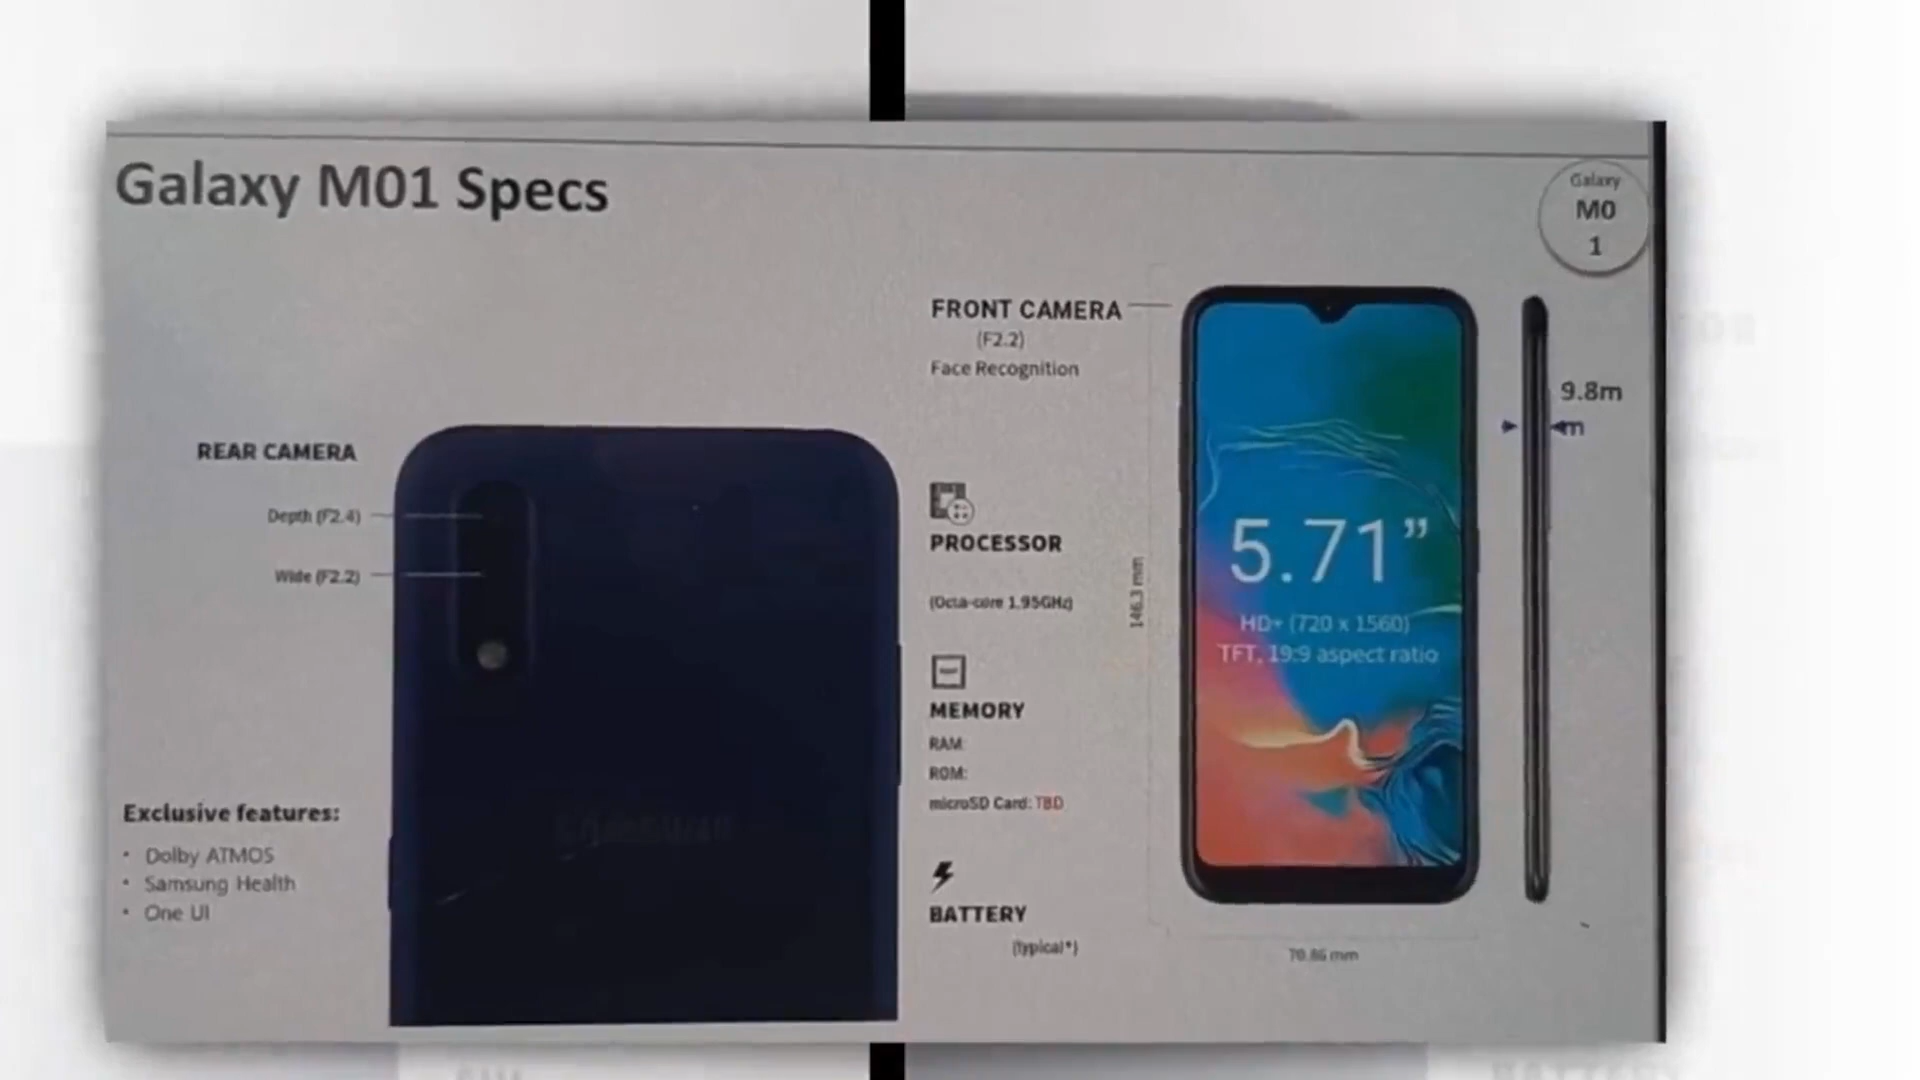 Galaxy M01 Specs
Galaxy
M0
1
REAR CAMERA
Depth (F2.4)
Wide (F2.2)
Exclusive features:
• Dolby ATMOS
• Samsung Health
• One UI
FRONT CAMERA
(F2.2)
Face Recognition
PROCESSOR
(Octa-core 1.95GHz)
MEMORY
RAM:
ROM:
microSD Card: TBD
BATTERY
(typical*)
146.3 mm
5.71”
HD+ (720 x 1560)
TFT, 19:9 aspect ratio
70.86 mm
9.8m
m